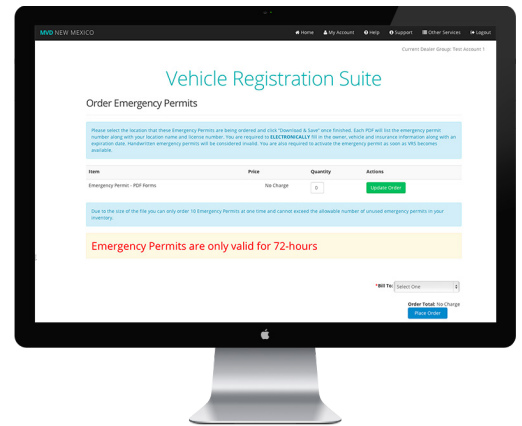 MVD NEW MEXICO Home My Account Help Support Other Services Logout
Current Dealer Group: Test Account 1
Vehicle Registration Suite
Order Emergency Permits
Please select the location that these Emergency Permits are being ordered and click "Download & Save" once finished. Each PDF will list the emergency permit
number along with your location name and licence number. You are required to ELECTRONICALLY fill in the owner, vehicle and insurance information along with an
expiration date. Handwritten emergency permits will be considered invalid. You are also required to activate the emergency permit as soon as VRS becomes
available.
Item Price Quantity Actions
Emergency Permit - PDF Forms No Charge 0 Update Order
Due to the size of the file you can only order 10 Emergency Permits at one time and cannot exceed the allowable number of unused emergency permits in your
inventory.
Emergency Permits are only valid for 72-hours
*Bill To: Select One
Order Total: No Charge
Place Order